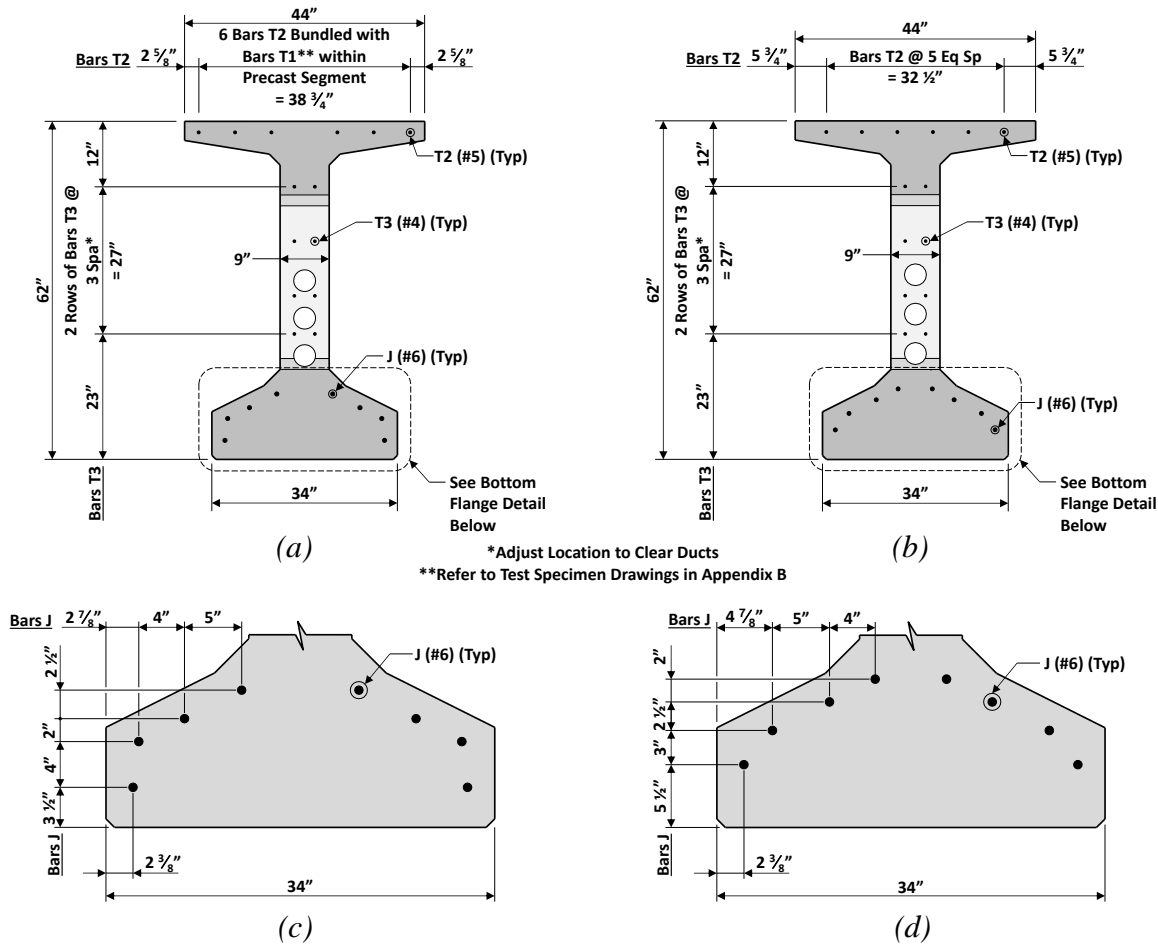 44”
6 Bars T2 Bundled with
Bars T2 2 ⅝” Bars T1** within 2 ⅝”
Precast Segment
= 38 ¾”
62”
2 Rows of Bars T3 @
3 Spa*
= 27”
12”
23”
Bars T3
T2 (#5) (Typ)
T3 (#4) (Typ)
9”
J (#6) (Typ)
34”
See Bottom
Flange Detail
Below
(a)
44”
Bars T2 5 ¾” Bars T2 @ 5 Eq Sp 5 ¾”
= 32 ½”
62”
2 Rows of Bars T3 @
3 Spa*
= 27”
12”
23”
Bars T3
T2 (#5) (Typ)
T3 (#4) (Typ)
9”
J (#6) (Typ)
34”
See Bottom
Flange Detail
Below
(b)
*Adjust Location to Clear Ducts
**Refer to Test Specimen Drawings in Appendix B
Bars J 2 ⅞” 4” 5”
2 ½”
2”
4”
3 ½”
Bars J
J (#6) (Typ)
2 ⅜”
34”
(c)
Bars J 4 ⅞” 5” 4”
2”
2 ½”
3”
5 ½”
Bars J
J (#6) (Typ)
2 ⅜”
34”
(d)